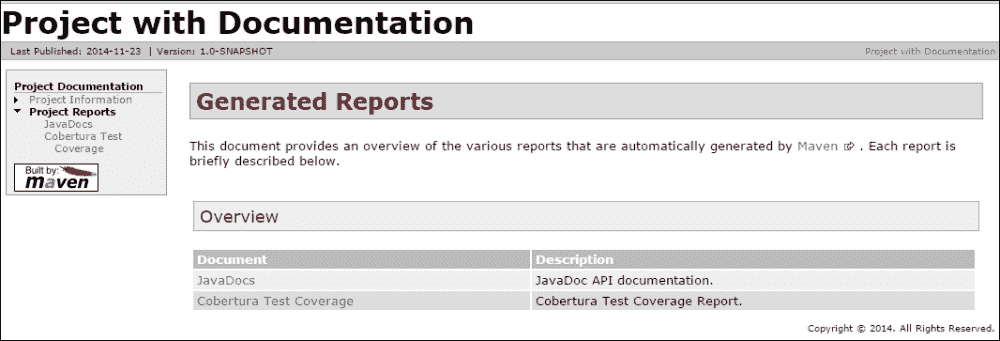 Project with Documentation
Last Published: 2014-11-23 | Version: 1.0-SNAPSHOT
Project with Documentation
Project Documentation
Project Information
Project Reports
JavaDocs
Cobertura Test
Coverage
Built by:
maven
Generated Reports
This document provides an overview of the various reports that are automatically generated by Maven . Each report is
briefly described below.
Overview
Document Description
JavaDocs JavaDoc API documentation.
Cobertura Test Coverage Cobertura Test Coverage Report.
Copyright © 2014. All Rights Reserved.